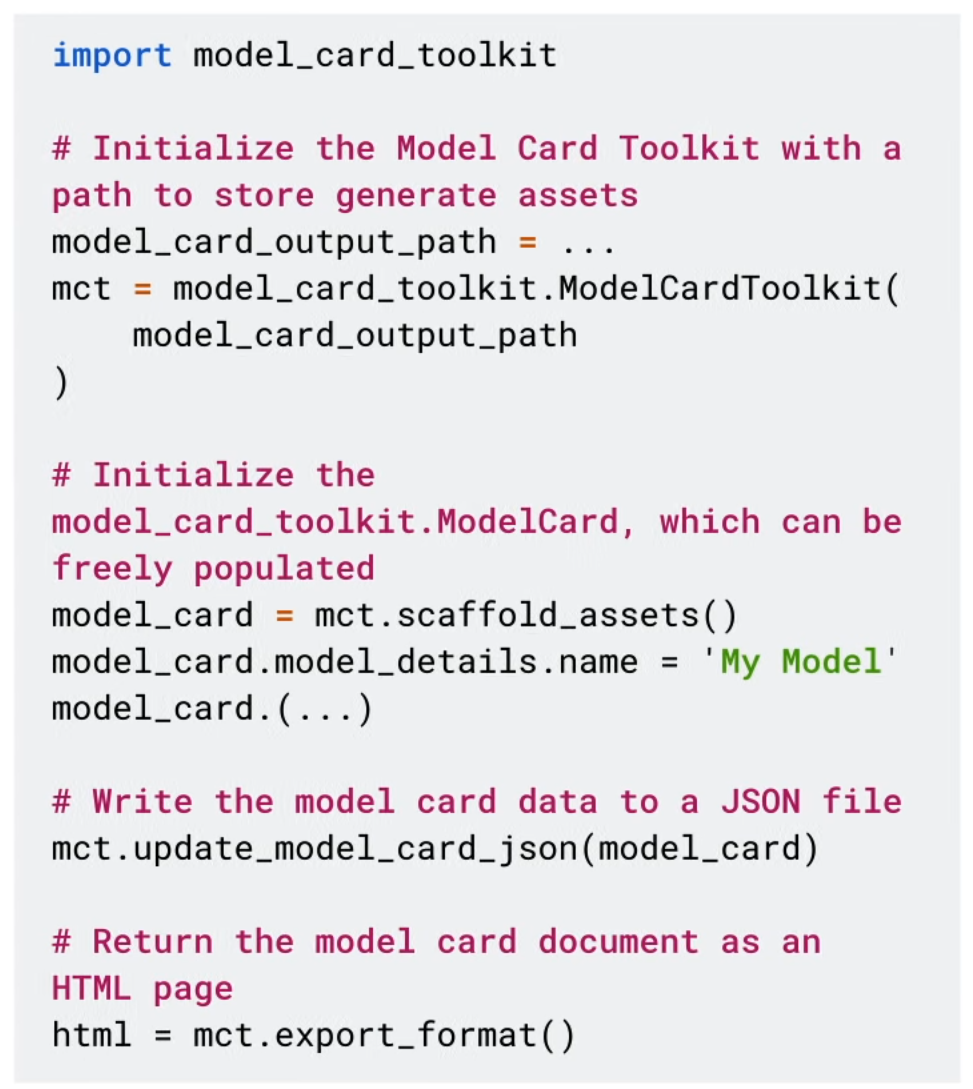 import model_card_toolkit
# Initialize the Model Card Toolkit with a
path to store generate assets
model_card_output_path = ...
mct = model_card_toolkit.ModelCardToolkit(
    model_card_output_path
)
# Initialize the
model_card_toolkit.ModelCard, which can be
freely populated
model_card = mct.scaffold_assets()
model_card.model_details.name = 'My Model'
model_card.(...)
# Write the model card data to a JSON file
mct.update_model_card_json(model_card)
# Return the model card document as an
HTML page
html = mct.export_format()